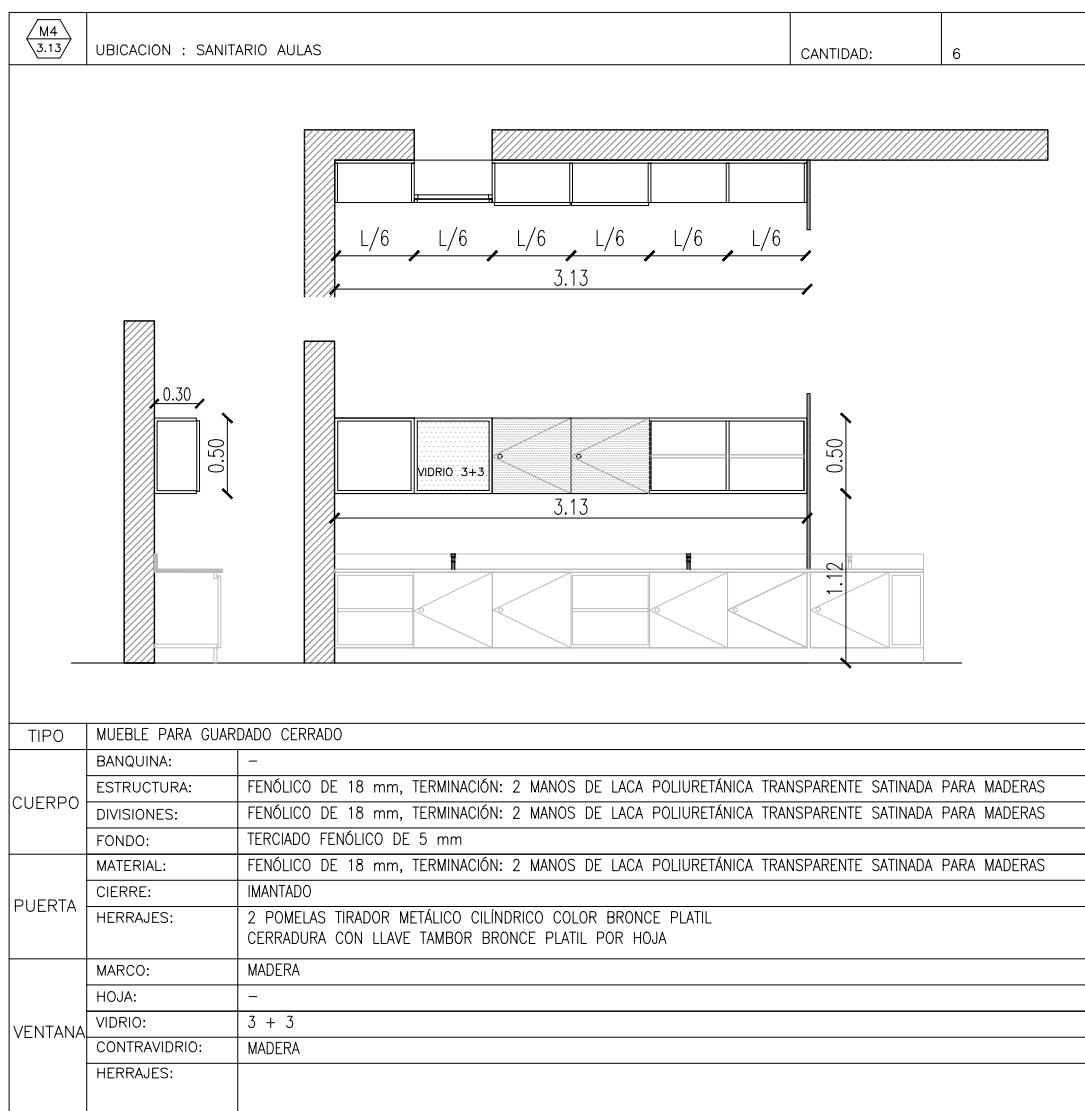 M4
3.13
UBICACION : SANITARIO AULAS
CANTIDAD:
6
L/6 L/6 L/6 L/6 L/6 L/6
3.13
0.30
0.50
VIDRIO 3+3
0.50
3.13
1.12
TIPO
MUEBLE PARA GUARDADO CERRADO
CUERPO
BANQUINA:
–
ESTRUCTURA:
FENÓLICO DE 18 mm, TERMINACIÓN: 2 MANOS DE LACA POLIURETÁNICA TRANSPARENTE SATINADA PARA MADERAS
DIVISIONES:
FENÓLICO DE 18 mm, TERMINACIÓN: 2 MANOS DE LACA POLIURETÁNICA TRANSPARENTE SATINADA PARA MADERAS
FONDO:
TERCIADO FENÓLICO DE 5 mm
PUERTA
MATERIAL:
FENÓLICO DE 18 mm, TERMINACIÓN: 2 MANOS DE LACA POLIURETÁNICA TRANSPARENTE SATINADA PARA MADERAS
CIERRE:
IMANTADO
HERRAJES:
2 POMELAS TIRADOR METÁLICO CILÍNDRICO COLOR BRONCE PLATIL
CERRADURA CON LLAVE TAMBOR BRONCE PLATIL POR HOJA
VENTANA
MARCO:
MADERA
HOJA:
–
VIDRIO:
3 + 3
CONTRAVIDRIO:
MADERA
HERRAJES: